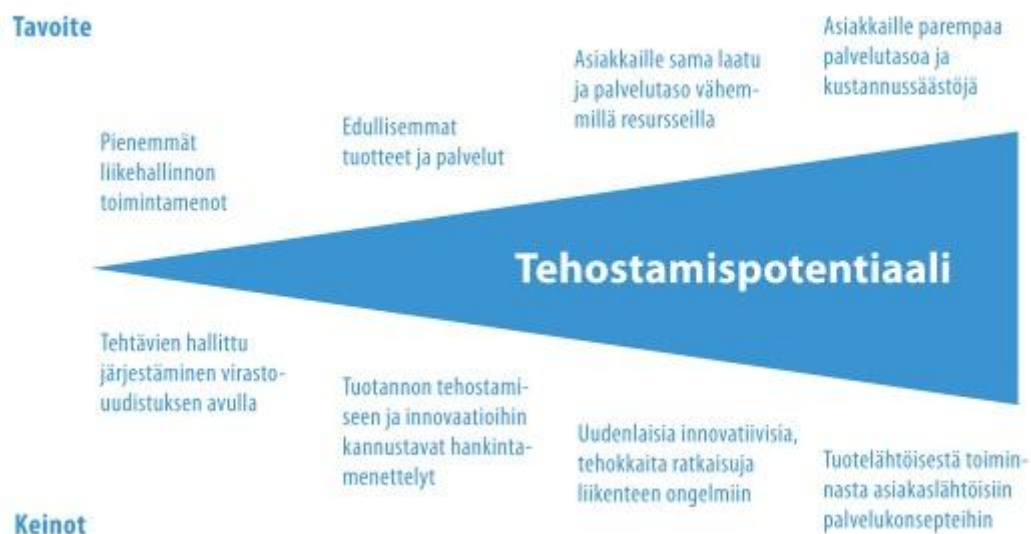 Tavoite
Pienemmät
liikehallinnon
toimintamenot
Edullisemmat
tuotteet ja palvelut
Asiakkaille sama laatu
ja palvelutaso vähem-
millä resursseilla
Asiakkaille parempaa
palvelutasoa ja
kustannussäästöjä
Tehostamispotentiaali
Tehtävien hallittu
järjestäminen virasto-
uudistuksen avulla
Tuotannon tehostami-
seen ja innovaatioihin
kannustavat hankinta-
menettelyt
Uudenlaisia innovatiivisia,
tehokkaita ratkaisuja
liikenteen ongelmiin
Tuotelähtöisestä toimin-
nasta asiakaslähtöisiin
palvelukonsepteihin
Keinot